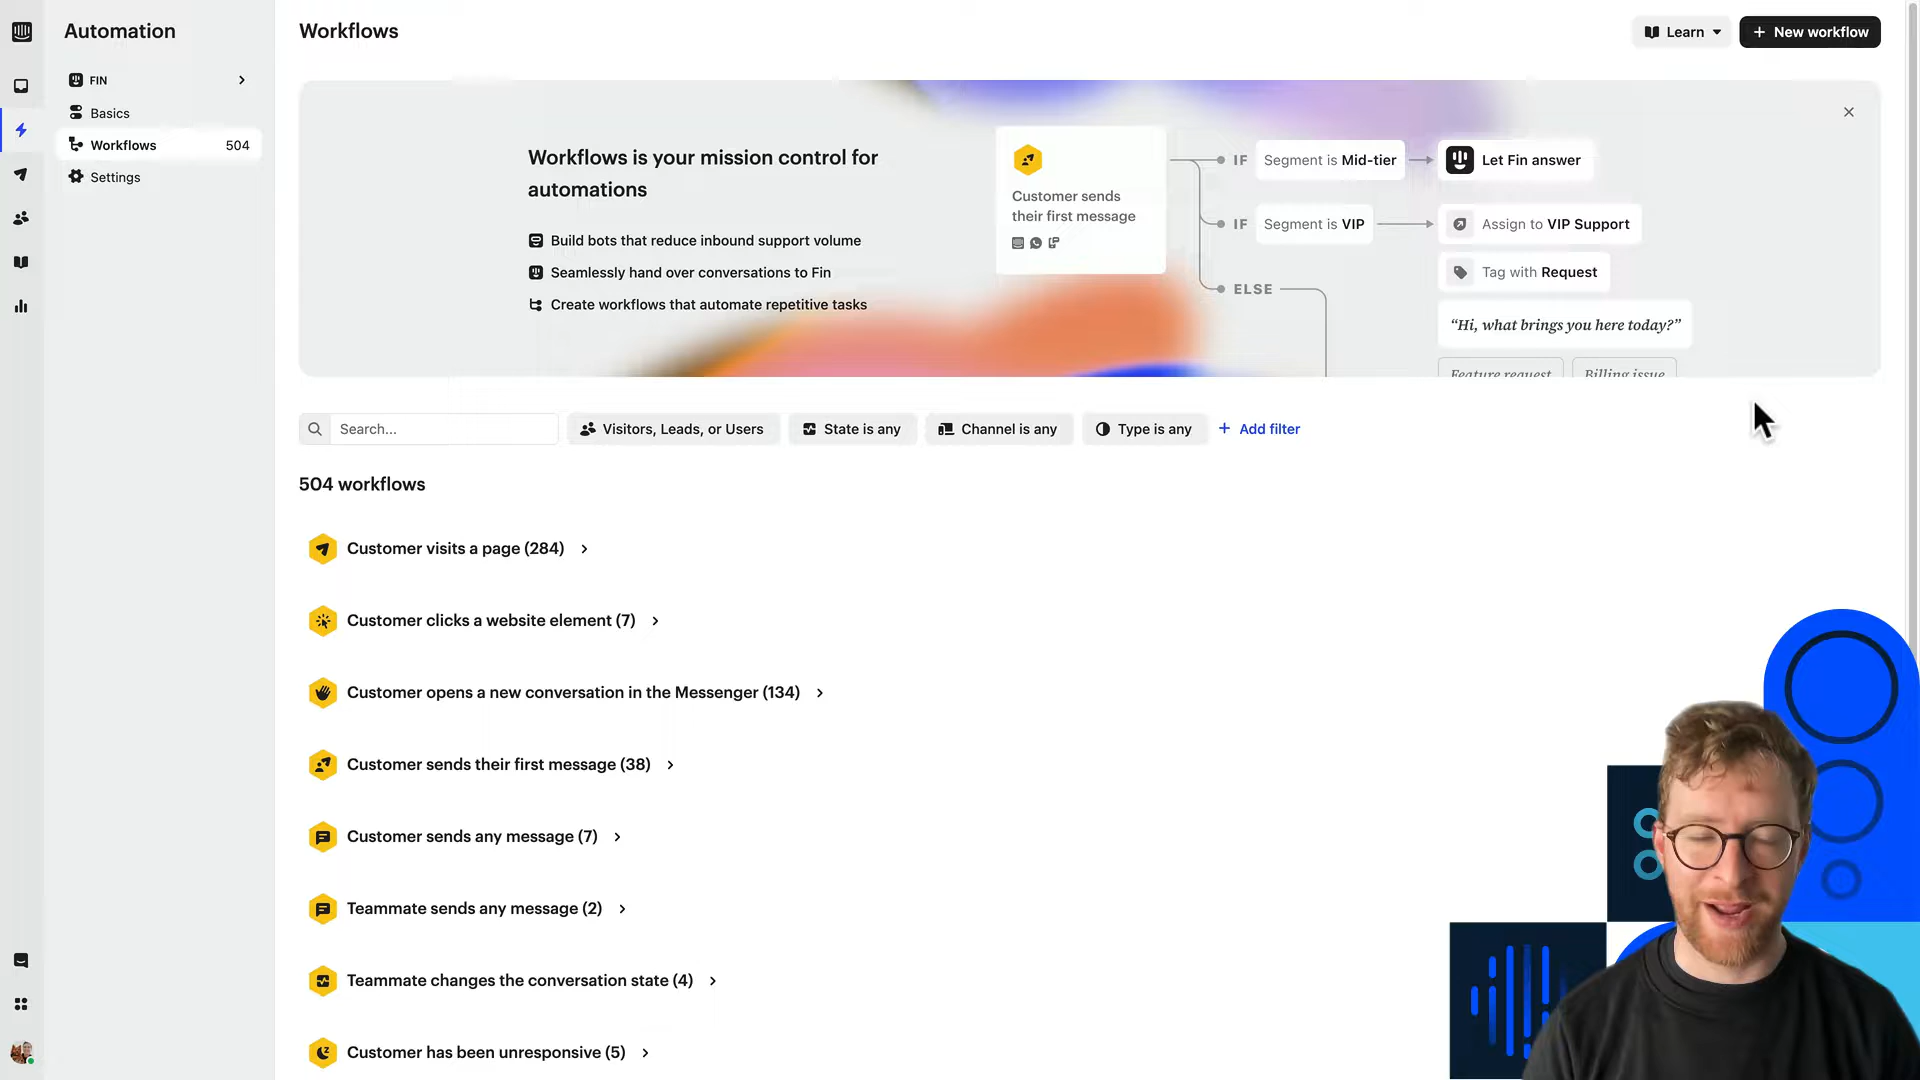 Automation
FIN
Basics
Workflows 504
Settings
Workflows
Learn
New workflow
Workflows is your mission control for
automations
Build bots that reduce inbound support volume
Seamlessly hand over conversations to Fin
Create workflows that automate repetitive tasks
Customer sends
their first message
IF Segment is Mid-tier
Let Fin answer
IF Segment is VIP
Assign to VIP Support
Tag with Request
ELSE
“Hi, what brings you here today?”
Feature request Billing issue
Search...
Visitors, Leads, or Users
State is any
Channel is any
Type is any
+ Add filter
504 workflows
Customer visits a page (284)
Customer clicks a website element (7)
Customer opens a new conversation in the Messenger (134)
Customer sends their first message (38)
Customer sends any message (7)
Teammate sends any message (2)
Teammate changes the conversation state (4)
Customer has been unresponsive (5)